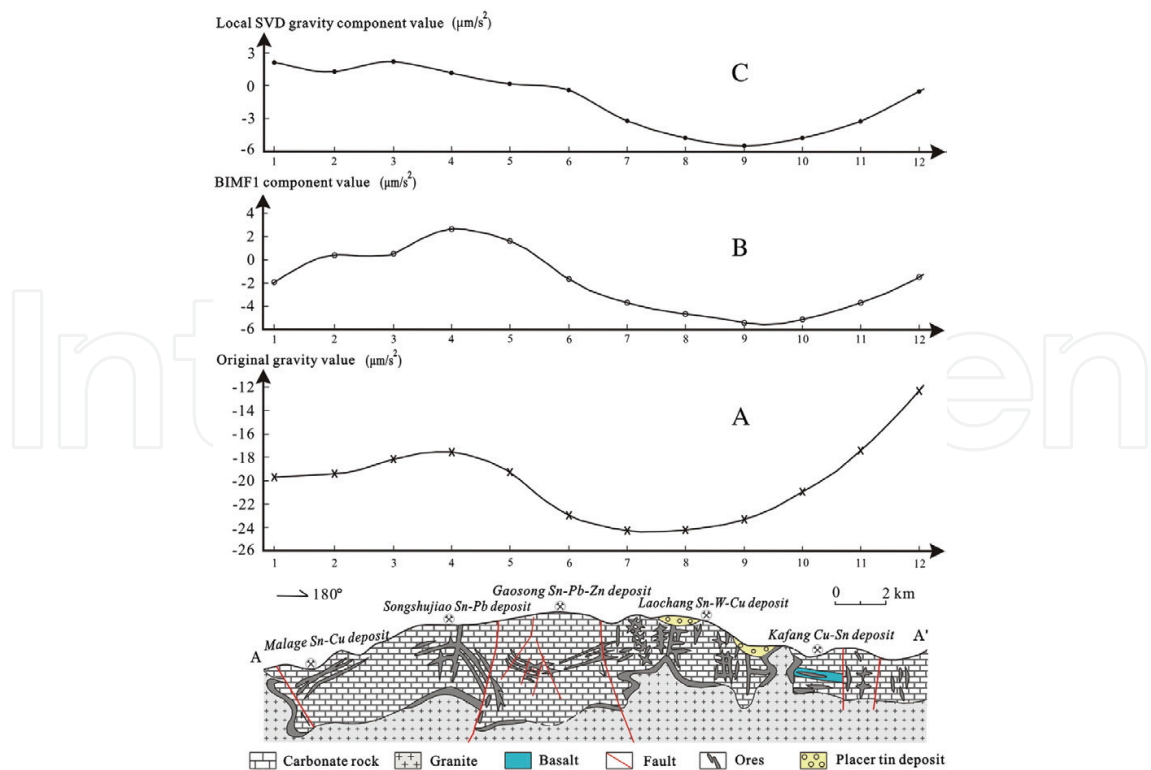 Local SVD gravity component value (μm/s²)
3
0
-3
-6
C
1 2 3 4 5 6 7 8 9 10 11 12
BIMF1 component value (μm/s²)
4
2
0
-2
-4
-6
B
1 2 3 4 5 6 7 8 9 10 11 12
Original gravity value (μm/s²)
-12
-14
-16
-18
-20
-22
-24
-26
A
1 2 3 4 5 6 7 8 9 10 11 12
Inten
180°
Gaosong Sn-Pb-Zn deposit
0 2 km
Songshujiao Sn-Pb deposit
Laochang Sn-W-Cu deposit
Malage Sn-Cu deposit
Kafang Cu-Sn deposit
A
A'
Carbonate rock Granite Basalt Fault Ores Placer tin deposit